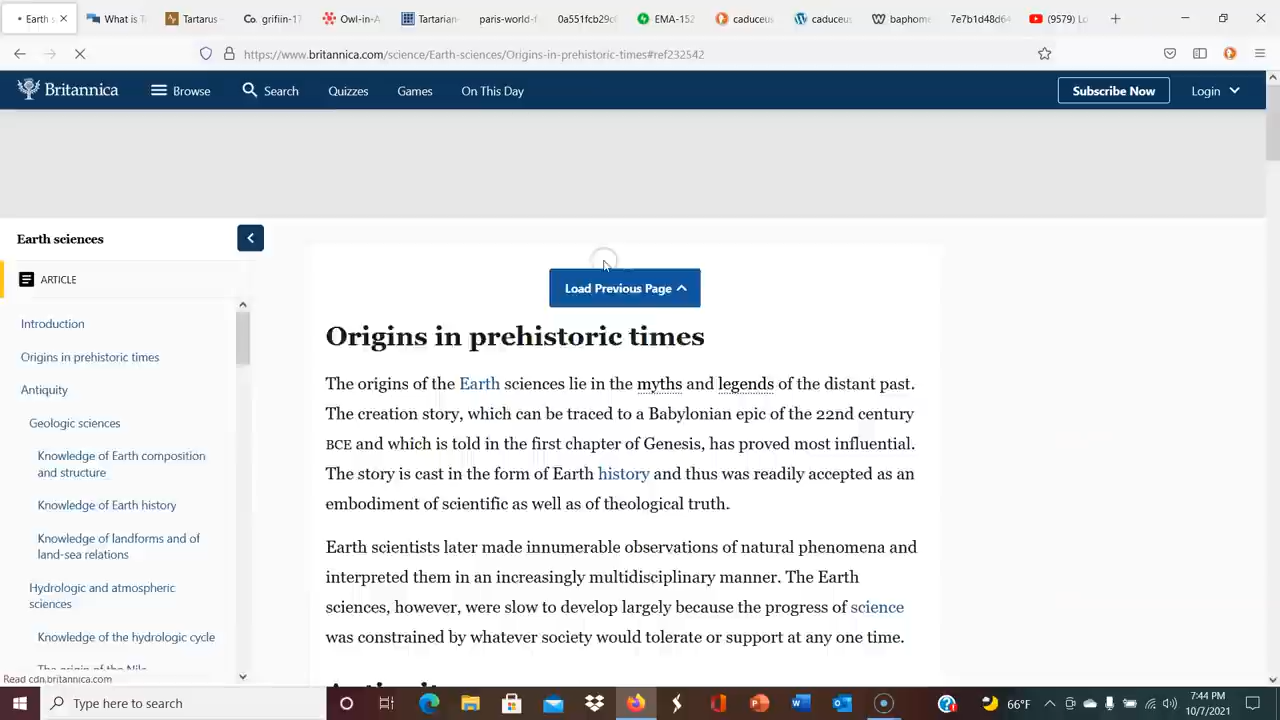 Earth s
What is T
Tartarus
Co. grifiin-17
Owl-in-A
Tartarian-
paris-world-f
0a551fcb29c
EMA-152
caduceu
caduceus
baphome
7e7b1d48d64
(9579) Lo
https://www.britannica.com/science/Earth-sciences/Origins-in-prehistoric-times#ref232542
Britannica
Browse
Search
Quizzes
Games
On This Day
Subscribe Now
Login
Earth sciences
ARTICLE
Introduction
Origins in prehistoric times
Antiquity
Geologic sciences
Knowledge of Earth composition
and structure
Knowledge of Earth history
Knowledge of landforms and of
land-sea relations
Hydrologic and atmospheric
sciences
Knowledge of the hydrologic cycle
The origin of the Nile
Read cdn.britannica.com
Load Previous Page
Origins in prehistoric times
The origins of the Earth sciences lie in the myths and legends of the distant past.
The creation story, which can be traced to a Babylonian epic of the 22nd century
BCE and which is told in the first chapter of Genesis, has proved most influential.
The story is cast in the form of Earth history and thus was readily accepted as an
embodiment of scientific as well as of theological truth.
Earth scientists later made innumerable observations of natural phenomena and
interpreted them in an increasingly multidisciplinary manner. The Earth
sciences, however, were slow to develop largely because the progress of science
was constrained by whatever society would tolerate or support at any one time.
Antiquity
Type here to search
66°F
7:44 PM
10/7/2021